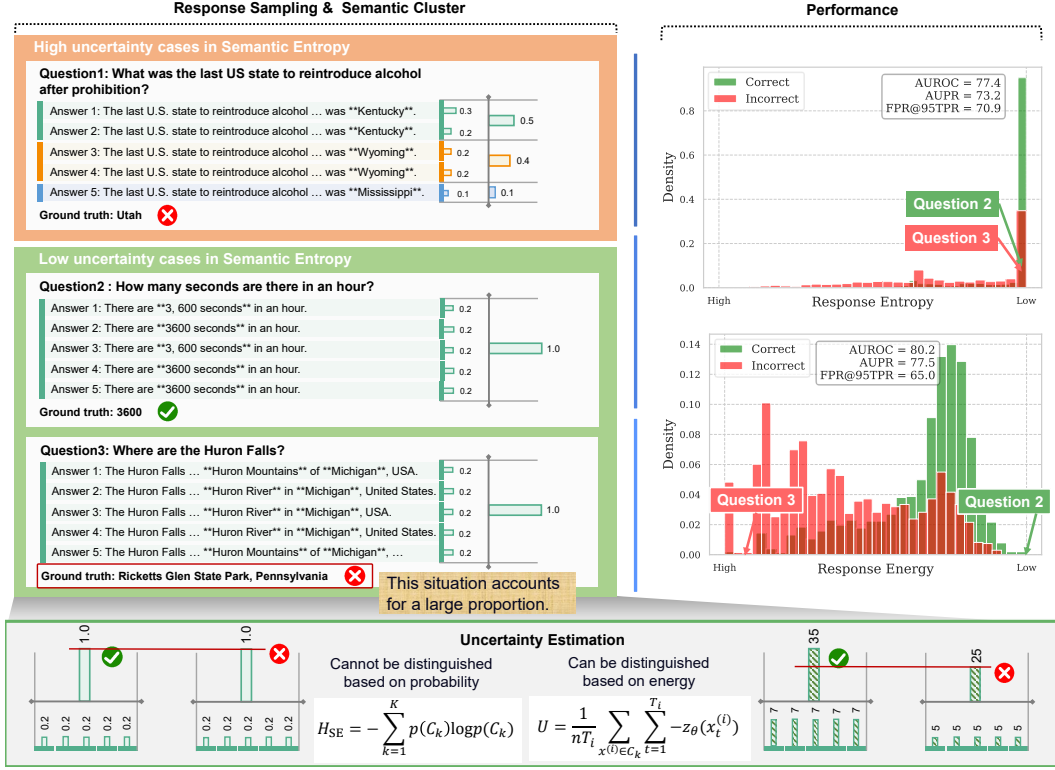 Response Sampling & Semantic Cluster
High uncertainty cases in Semantic Entropy
Question1: What was the last US state to reintroduce alcohol
after prohibition?
Answer 1: The last U.S. state to reintroduce alcohol … was **Kentucky**.
0.3
Answer 2: The last U.S. state to reintroduce alcohol … was **Kentucky**.
0.2
0.5
Answer 3: The last U.S. state to reintroduce alcohol … was **Wyoming**.
0.2
Answer 4: The last U.S. state to reintroduce alcohol … was **Wyoming**.
0.2
0.4
Answer 5: The last U.S. state to reintroduce alcohol … was **Mississippi**.
0.1
0.1
Ground truth: Utah
Low uncertainty cases in Semantic Entropy
Question2 : How many seconds are there in an hour?
Answer 1: There are **3, 600 seconds** in an hour.
0.2
Answer 2: There are **3600 seconds** in an hour.
0.2
Answer 3: There are **3, 600 seconds** in an hour.
0.2
1.0
Answer 4: There are **3600 seconds** in an hour.
0.2
Answer 5: There are **3600 seconds** in an hour.
0.2
Ground truth: 3600
Question3: Where are the Huron Falls?
Answer 1: The Huron Falls … **Huron Mountains** of **Michigan**, USA.
0.2
Answer 2: The Huron Falls … **Huron River** in **Michigan**, United States.
0.2
Answer 3: The Huron Falls … **Huron River** in **Michigan**, USA.
0.2
1.0
Answer 4: The Huron Falls … **Huron River** in **Michigan**, United States.
0.2
Answer 5: The Huron Falls … **Huron Mountains** of **Michigan**, …
0.2
Ground truth: Ricketts Glen State Park, Pennsylvania
This situation accounts
for a large proportion.
Performance
Correct
Incorrect
AUROC = 77.4
AUPR = 73.2
FPR@95TPR = 70.9
0.8
0.6
0.4
0.2
0.0
Density
Question 2
Question 3
High
Response Entropy
Low
Correct
Incorrect
AUROC = 80.2
AUPR = 77.5
FPR@95TPR = 65.0
0.14
0.12
0.10
0.08
0.06
0.04
0.02
0.00
Density
Question 3
Question 2
High
Response Energy
Low
Uncertainty Estimation
1.0
0.2 0.2 0.2 0.2 0.2
1.0
0.2 0.2 0.2 0.2 0.2
Cannot be distinguished
based on probability
H_SE = −∑_{k=1}^{K} p(C_k)logp(C_k)
Can be distinguished
based on energy
U = 1/(nT_i) ∑_{x^{(i)}∈C_k} ∑_{t=1}^{T_i} −z_θ(x_t^{(i)})
35
7 7 7 7 7
25
5 5 5 5 5